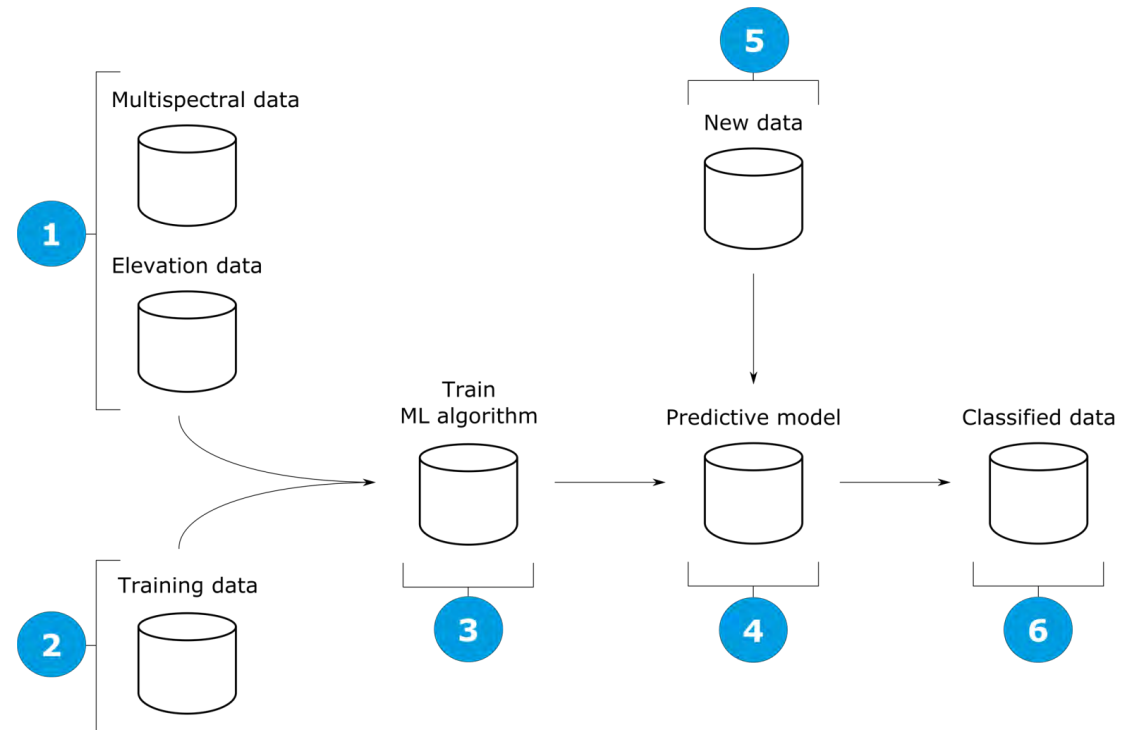 1
Multispectral data
Elevation data
2
Training data
Train
ML algorithm
3
Predictive model
4
5
New data
Classified data
6